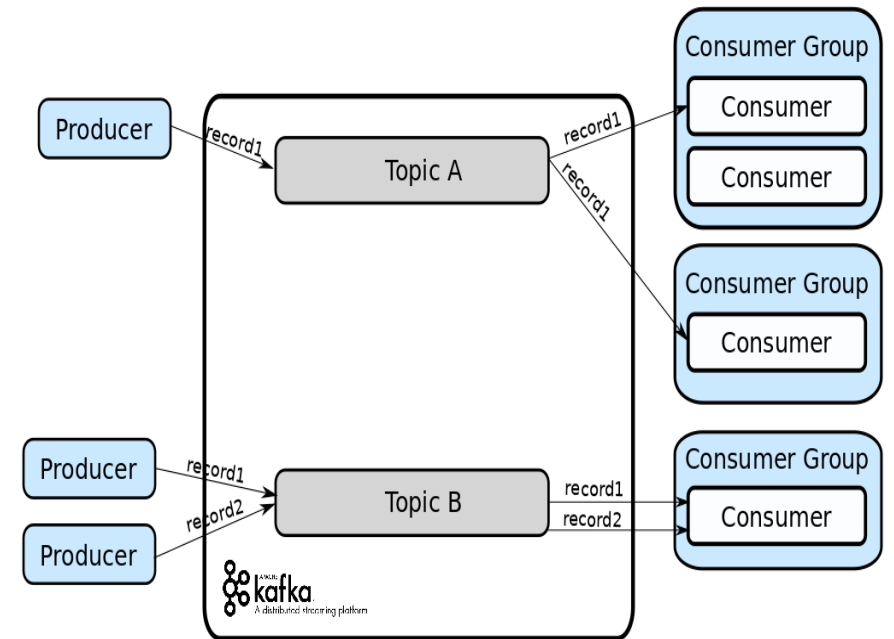 Producer
record1
Topic A
record1
record1
Consumer Group
Consumer
Consumer
Consumer Group
Consumer
Producer
Producer
record1
record2
Topic B
record1
record2
Consumer Group
Consumer
APACHE
kafka.
A distributed streaming platform